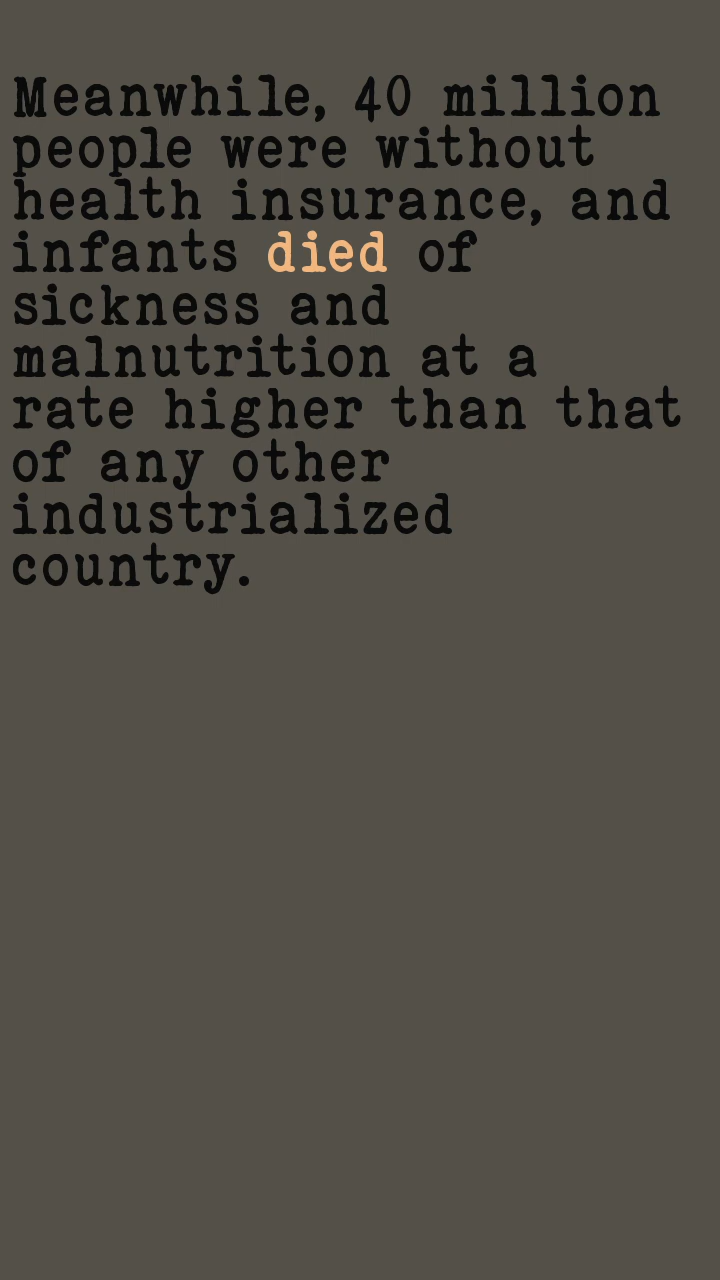 Meanwhile, 40 million
people were without
health insurance, and
infants died of
sickness and
malnutrition at a
rate higher than that
of any other
industrialized
country.